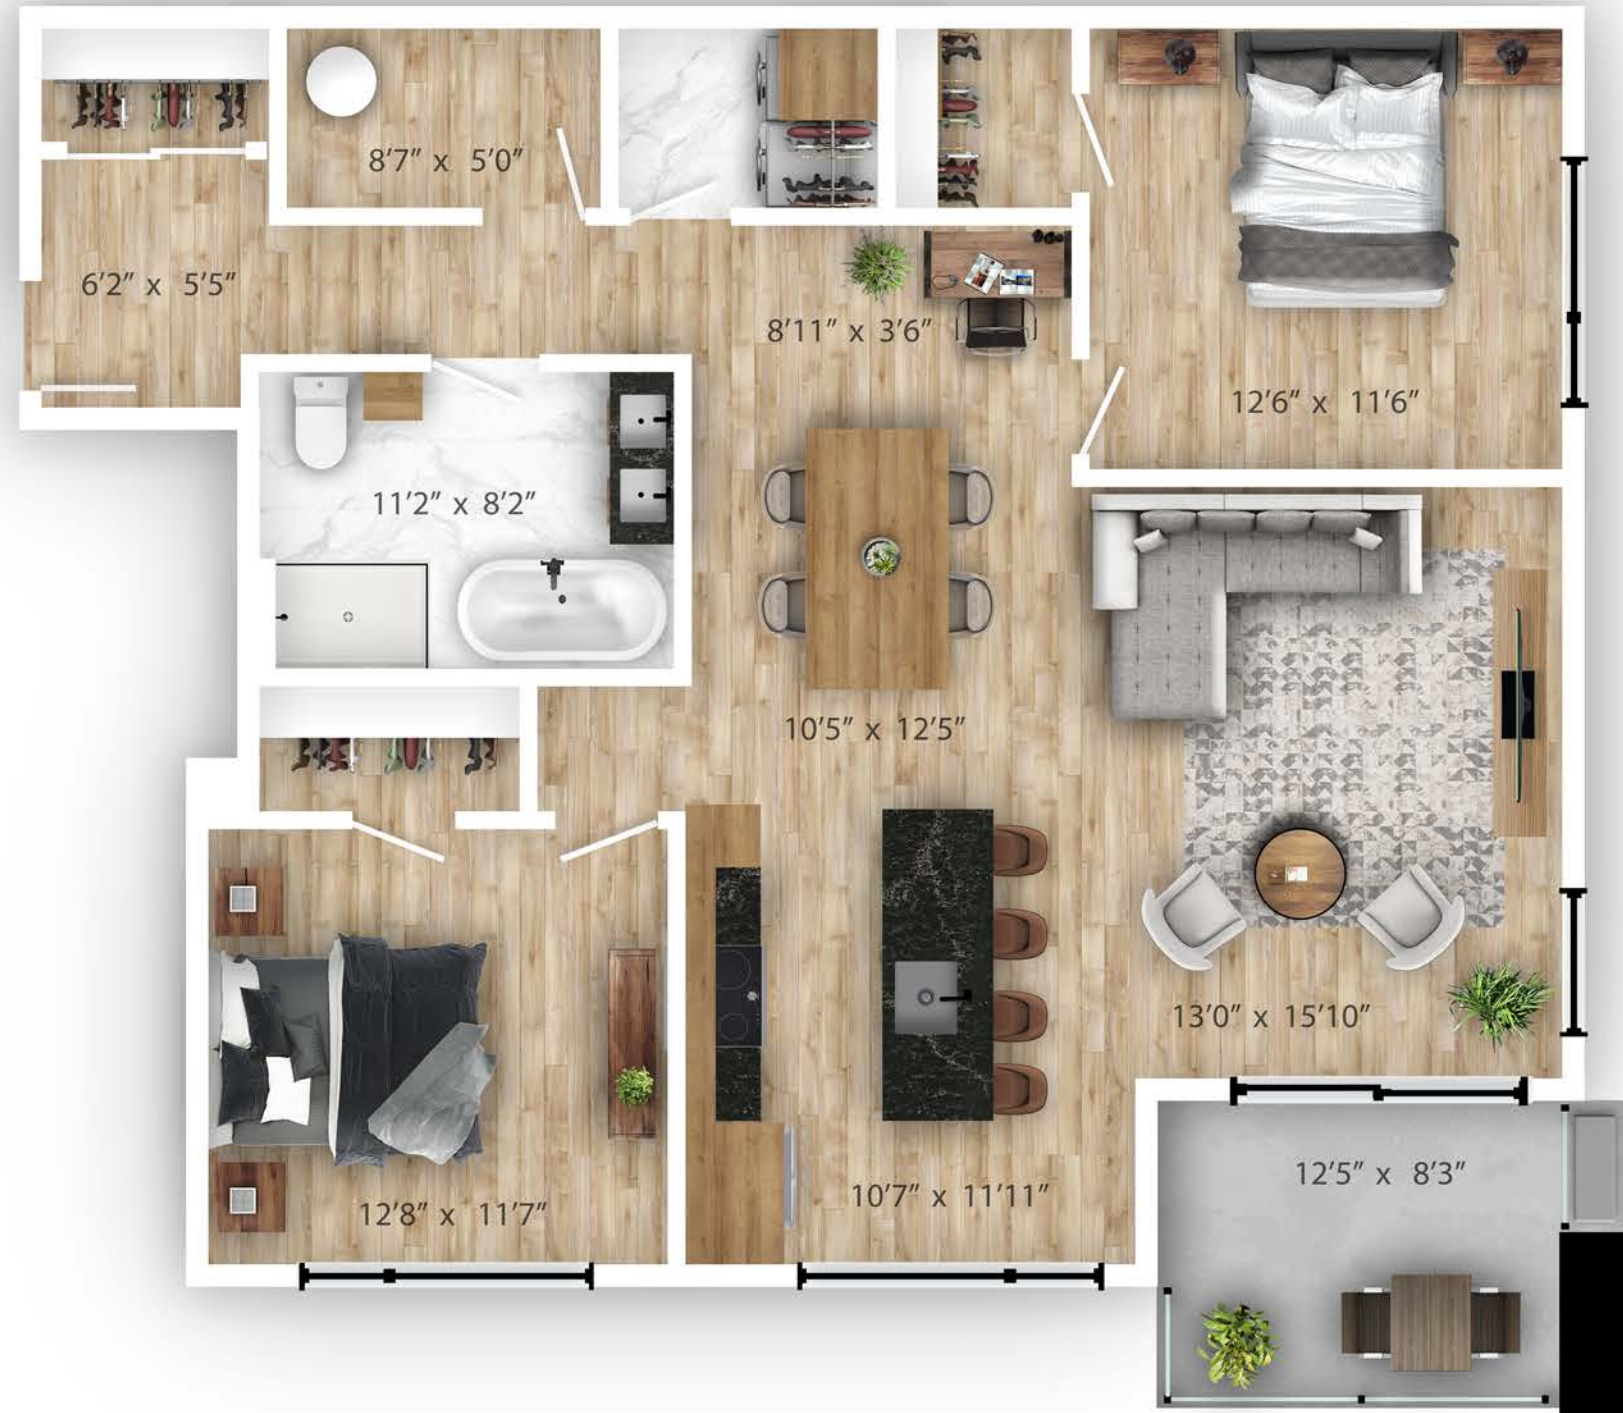 8'7" x 5'0"
6'2" x 5'5"
8'11" x 3'6"
12'6" x 11'6"
11'2" x 8'2"
10'5" x 12'5"
13'0" x 15'10"
12'5" x 8'3"
10'7" x 11'11"
12'8" x 11'7"